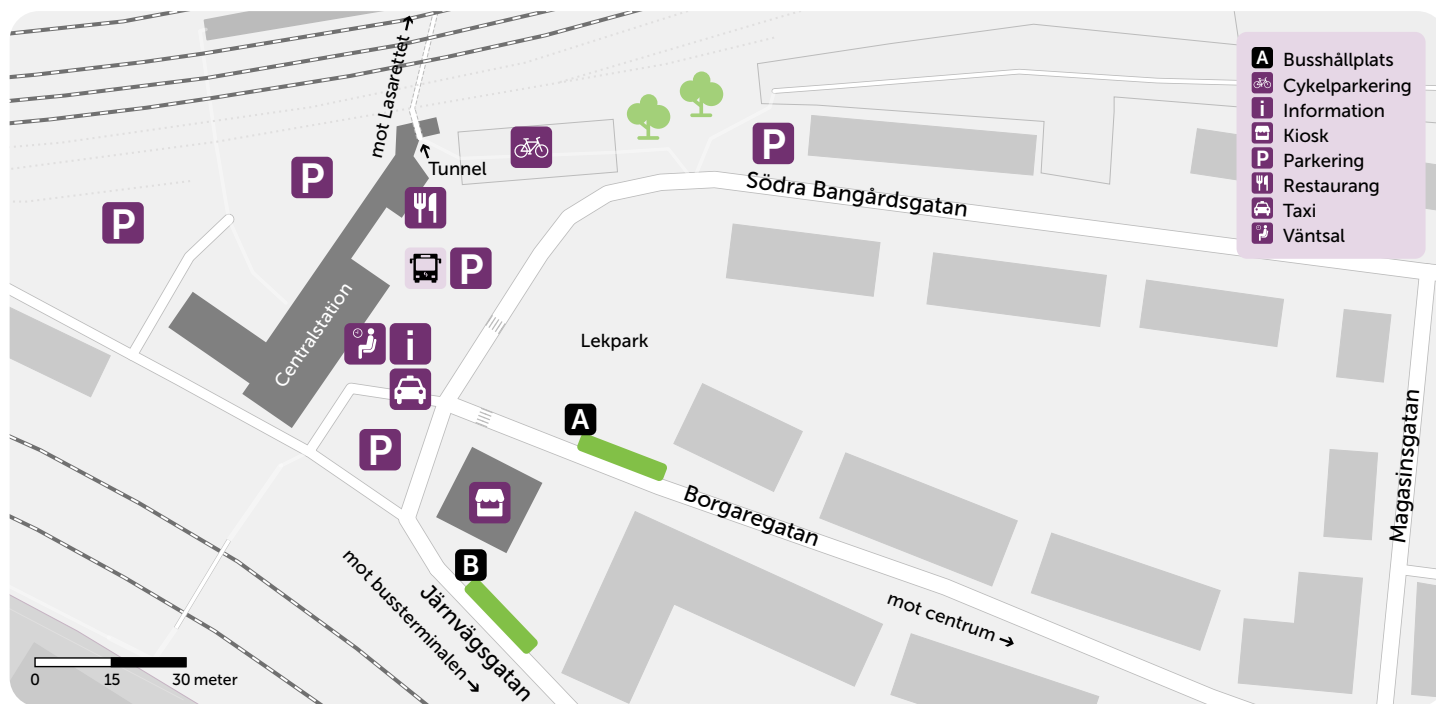 mot Lasarettet →
Tunnel
P
P
P
Södra Bangårdsgatan
P
Centralstation
i
Lekpark
P
A
Borgaregatan
Magasinsgatan
B
mot bussterminalen →
Järnvägsgatan
mot centrum →
0 15 30 meter
A Busshållplats
Cykelparkering
i Information
Kiosk
P Parkering
Restaurang
Taxi
Väntsal